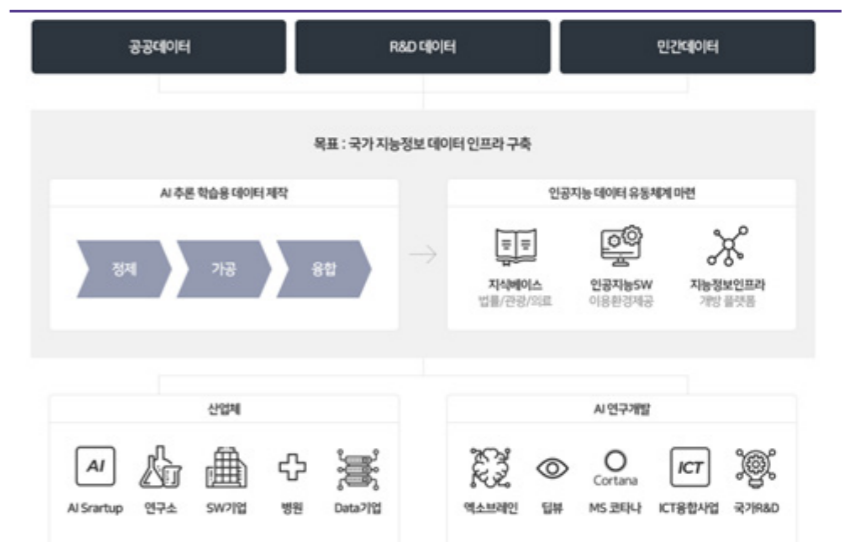 공공데이터
R&D 데이터
민간데이터
목표 : 국가 지능정보 데이터 인프라 구축
AI 추론 학습용 데이터 제작
정제
가공
융합
인공지능 데이터 유통체계 마련
지식베이스
법률/관광/의료
인공지능SW
이용환경제공
지능정보인프라
개방 플랫폼
산업체
AI
AI Srartup
연구소
SW기업
병원
Data기업
AI 연구개발
엑소브레인
딥뷰
Cortana
MS 코타나
ICT
ICT융합사업
국가R&D